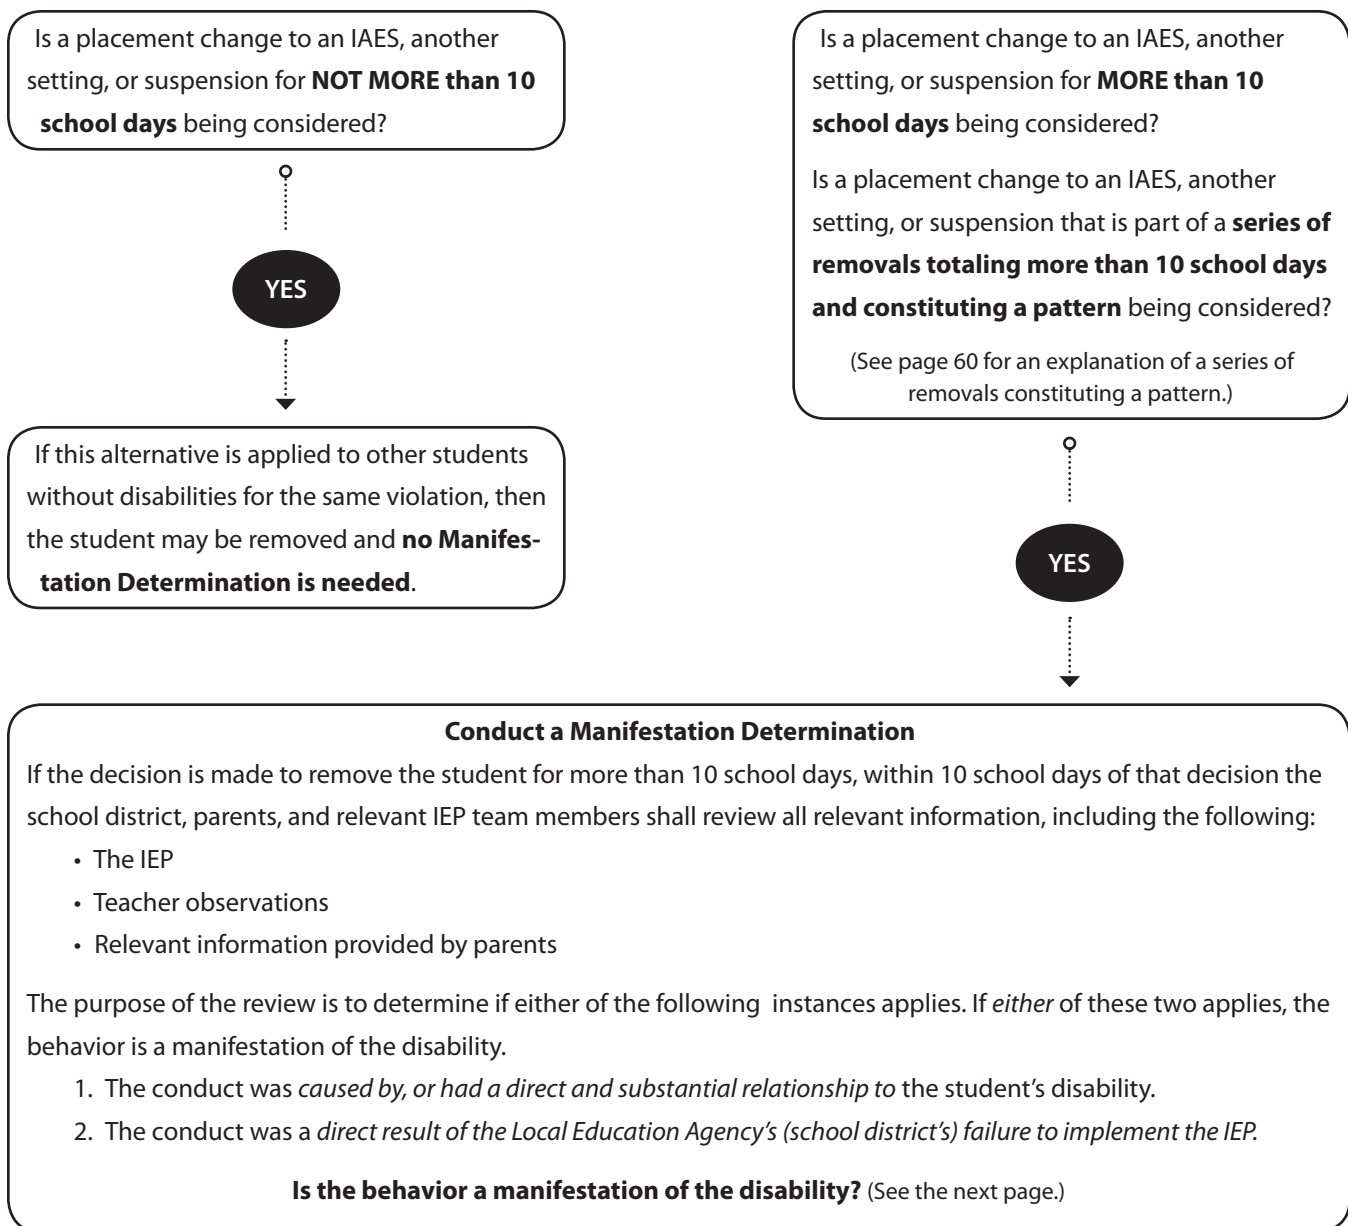 Is a placement change to an IAES, another
setting, or suspension for NOT MORE than 10
school days being considered?
YES
If this alternative is applied to other students
without disabilities for the same violation, then
the student may be removed and no Manifes-
tation Determination is needed.
Is a placement change to an IAES, another
setting, or suspension for MORE than 10
school days being considered?
Is a placement change to an IAES, another
setting, or suspension that is part of a series of
removals totaling more than 10 school days
and constituting a pattern being considered?
(See page 60 for an explanation of a series of
removals constituting a pattern.)
YES
Conduct a Manifestation Determination
If the decision is made to remove the student for more than 10 school days, within 10 school days of that decision the
school district, parents, and relevant IEP team members shall review all relevant information, including the following:
• The IEP
• Teacher observations
• Relevant information provided by parents
The purpose of the review is to determine if either of the following instances applies. If either of these two applies, the
behavior is a manifestation of the disability.
1. The conduct was caused by, or had a direct and substantial relationship to the student's disability.
2. The conduct was a direct result of the Local Education Agency's (school district's) failure to implement the IEP.
Is the behavior a manifestation of the disability? (See the next page.)